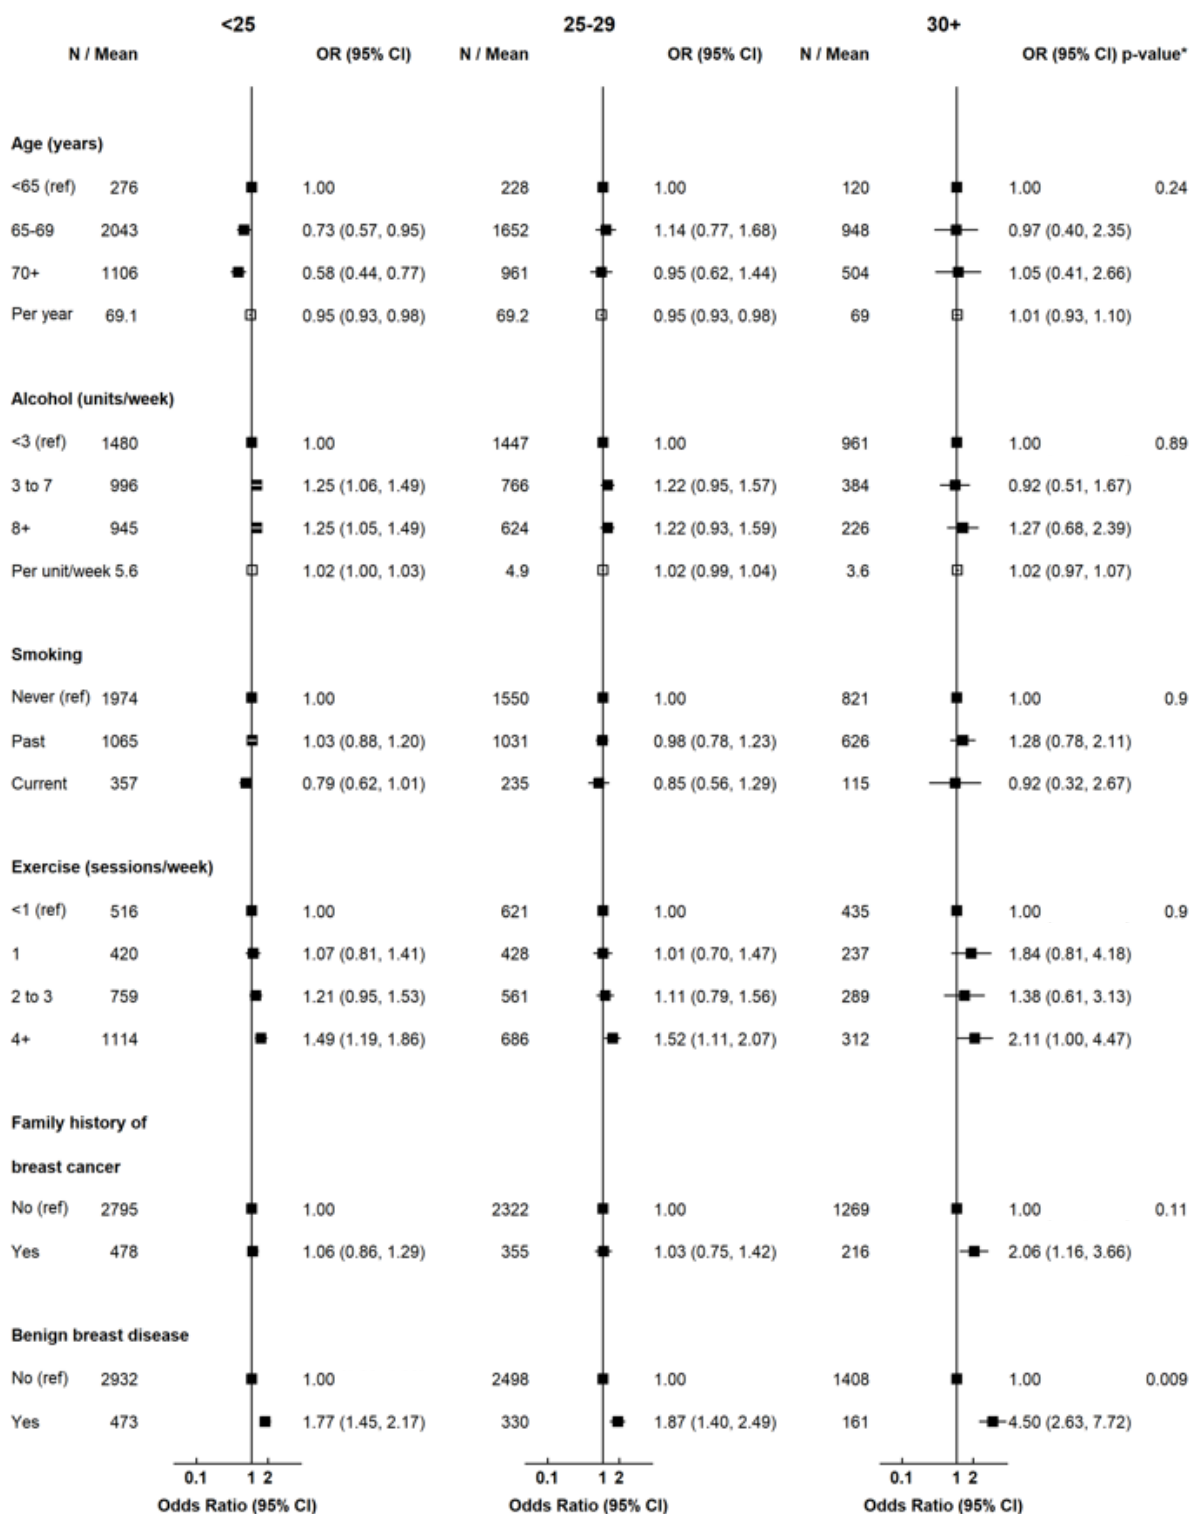 <25 25-29 30+
N / Mean OR (95% CI) N / Mean OR (95% CI) N / Mean OR (95% CI) p-value*
Age (years)
<65 (ref) 276 1.00 228 1.00 120 1.00 0.24
65-69 2043 0.73 (0.57, 0.95) 1652 1.14 (0.77, 1.68) 948 0.97 (0.40, 2.35)
70+ 1106 0.58 (0.44, 0.77) 961 0.95 (0.62, 1.44) 504 1.05 (0.41, 2.66)
Per year 69.1 0.95 (0.93, 0.98) 69.2 0.95 (0.93, 0.98) 69 1.01 (0.93, 1.10)
Alcohol (units/week)
<3 (ref) 1480 1.00 1447 1.00 961 1.00 0.89
3 to 7 996 1.25 (1.06, 1.49) 766 1.22 (0.95, 1.57) 384 0.92 (0.51, 1.67)
8+ 945 1.25 (1.05, 1.49) 624 1.22 (0.93, 1.59) 226 1.27 (0.68, 2.39)
Per unit/week 5.6 1.02 (1.00, 1.03) 4.9 1.02 (0.99, 1.04) 3.6 1.02 (0.97, 1.07)
Smoking
Never (ref) 1974 1.00 1550 1.00 821 1.00 0.9
Past 1065 1.03 (0.88, 1.20) 1031 0.98 (0.78, 1.23) 626 1.28 (0.78, 2.11)
Current 357 0.79 (0.62, 1.01) 235 0.85 (0.56, 1.29) 115 0.92 (0.32, 2.67)
Exercise (sessions/week)
<1 (ref) 516 1.00 621 1.00 435 1.00 0.9
1 420 1.07 (0.81, 1.41) 428 1.01 (0.70, 1.47) 237 1.84 (0.81, 4.18)
2 to 3 759 1.21 (0.95, 1.53) 561 1.11 (0.79, 1.56) 289 1.38 (0.61, 3.13)
4+ 1114 1.49 (1.19, 1.86) 686 1.52 (1.11, 2.07) 312 2.11 (1.00, 4.47)
Family history of
breast cancer
No (ref) 2795 1.00 2322 1.00 1269 1.00 0.11
Yes 478 1.06 (0.86, 1.29) 355 1.03 (0.75, 1.42) 216 2.06 (1.16, 3.66)
Benign breast disease
No (ref) 2932 1.00 2498 1.00 1408 1.00 0.009
Yes 473 1.77 (1.45, 2.17) 330 1.87 (1.40, 2.49) 161 4.50 (2.63, 7.72)
0.1 1 2 0.1 1 2 0.1 1 2
Odds Ratio (95% CI) Odds Ratio (95% CI) Odds Ratio (95% CI)